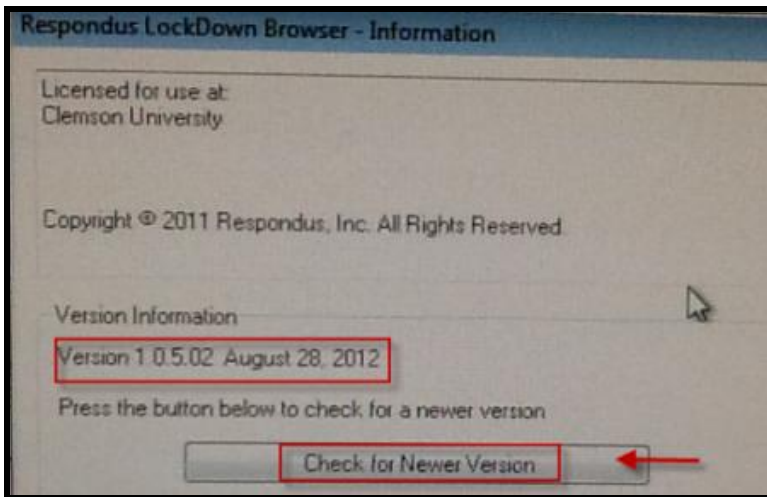 Respondus LockDown Browser - Information
Licensed for use at:
Clemson University
Copyright © 2011 Respondus, Inc. All Rights Reserved.
Version Information
Version 1.0.5.02 August 28, 2012
Press the button below to check for a newer version
Check for Newer Version